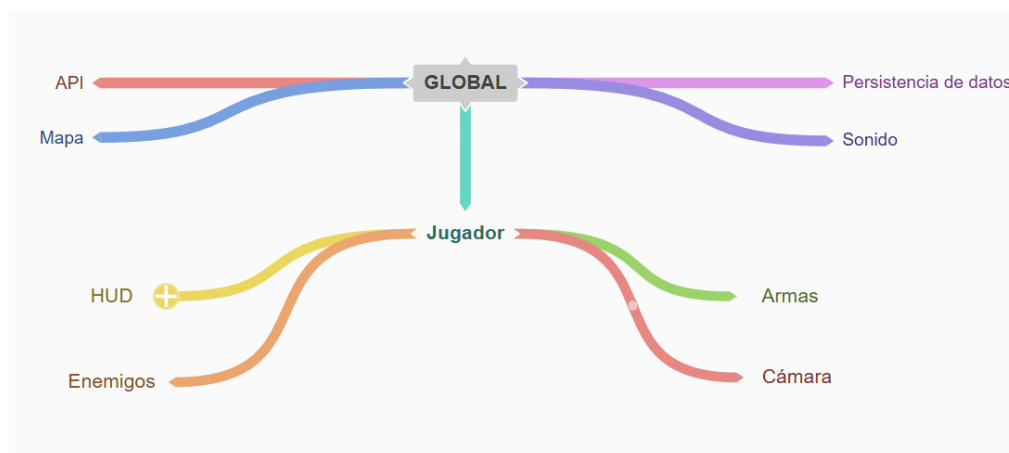 API
GLOBAL
Persistencia de datos
Mapa
Sonido
Jugador
HUD
Armas
Enemigos
Cámara